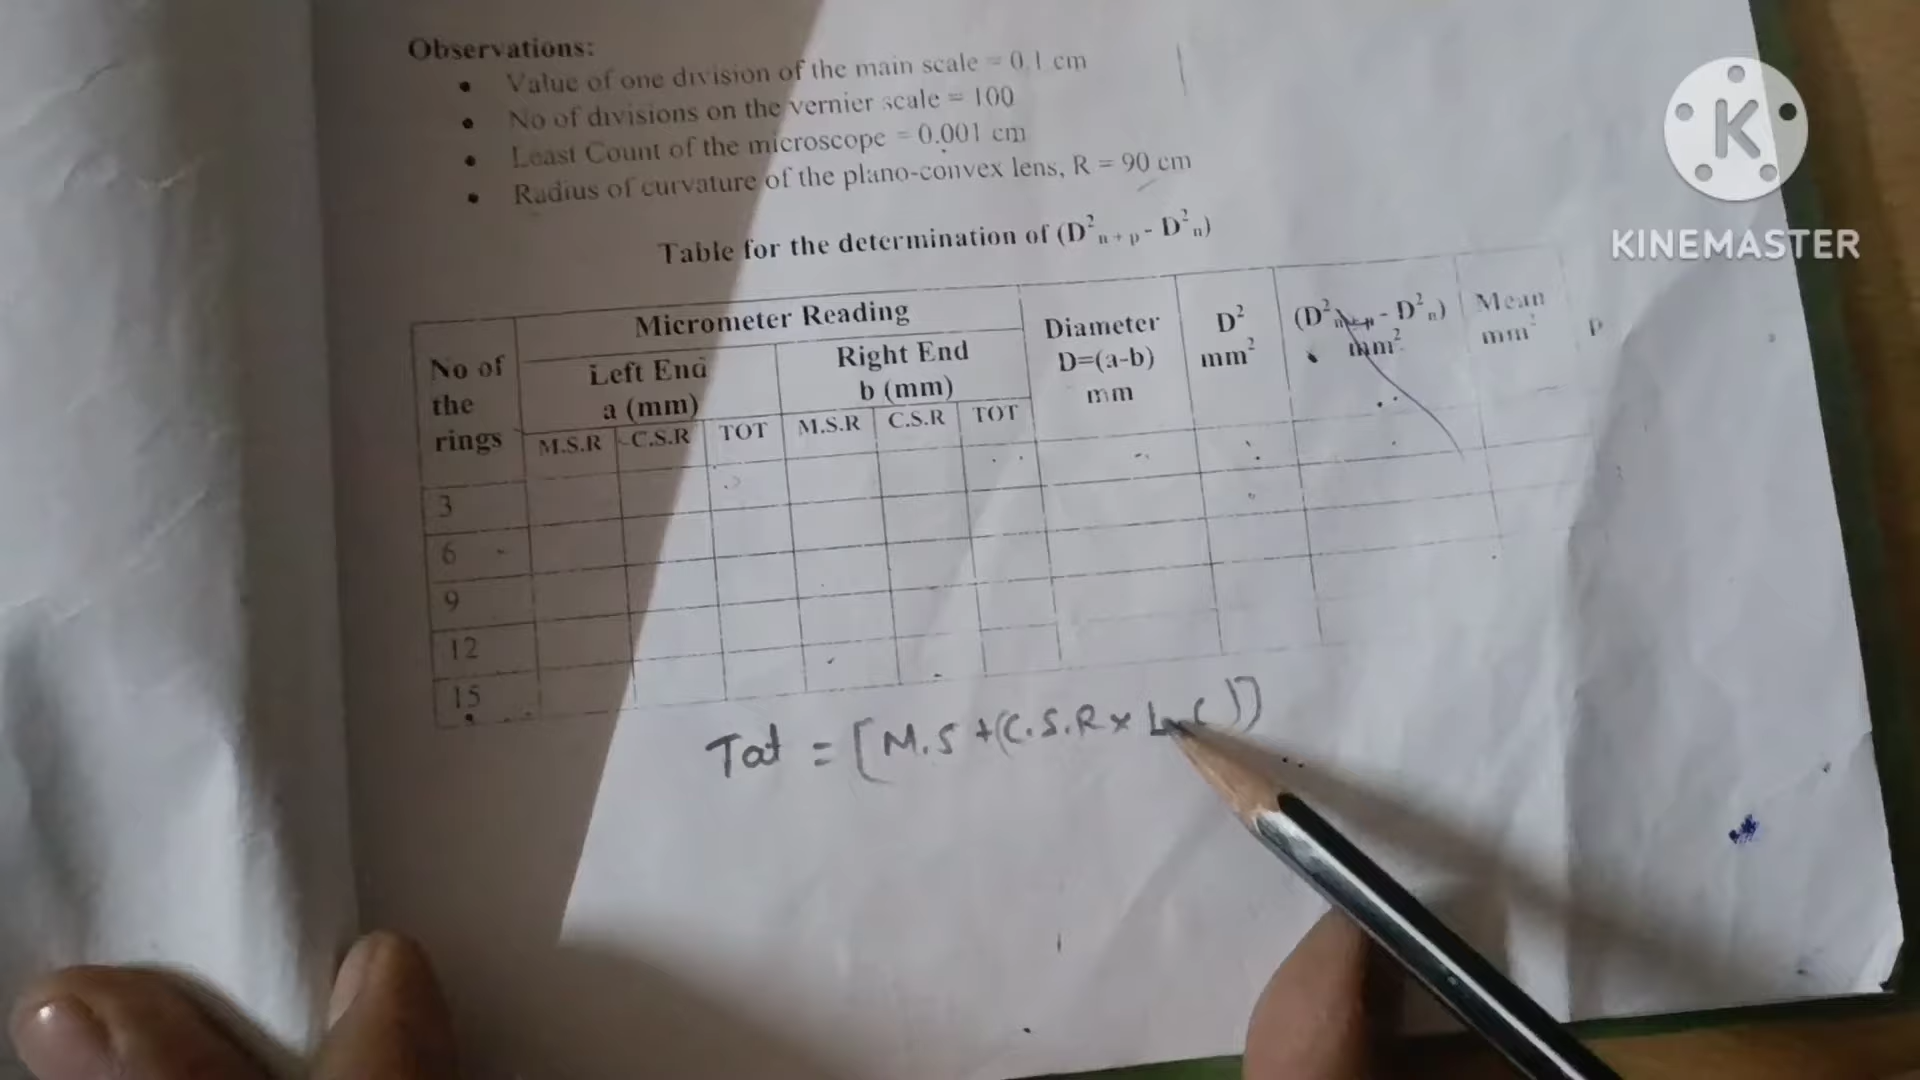 Observations:
• Value of one division of the main scale = 0.1 cm
• No of divisions on the vernier scale = 100
• Least Count of the microscope = 0.001 cm
• Radius of curvature of the plano-convex lens, R = 90 cm
K
KINEMASTER
Table for the determination of (D²ₙ₊ₚ - D²ₙ)
No of the rings
Micrometer Reading
Left End a (mm)
Right End b (mm)
M.S.R C.S.R TOT M.S.R C.S.R TOT
Diameter D=(a-b) mm
D² mm²
(D²ₙ₊ₚ - D²ₙ) mm²
Mean mm²
P
3
6
9
12
15
Tot = [M.S + (C.S.R × L.C)]